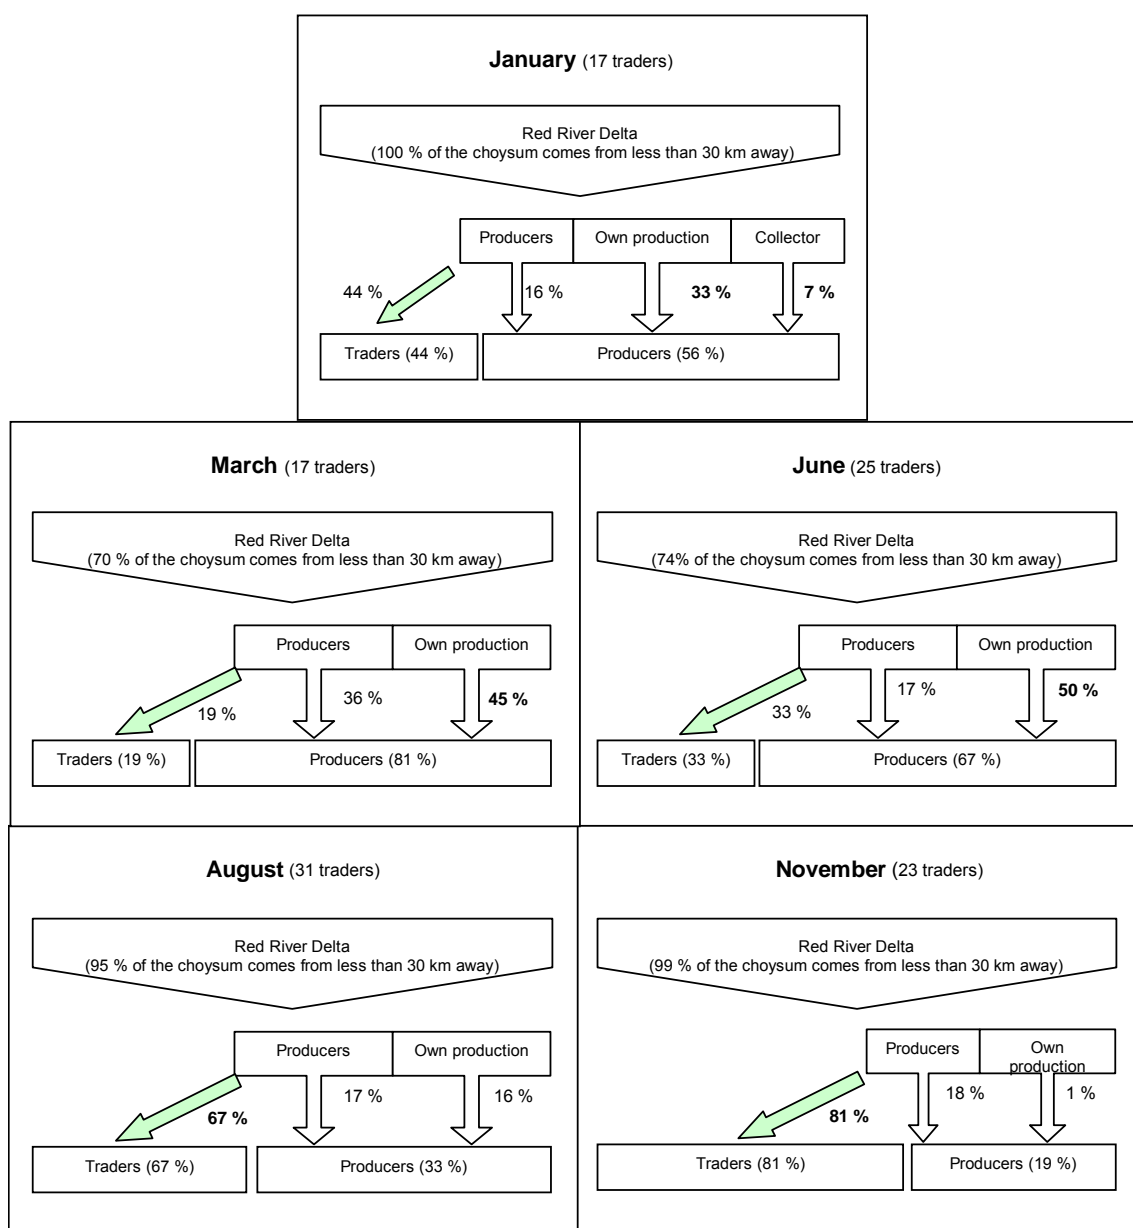 January (17 traders)
Red River Delta
(100 % of the choysum comes from less than 30 km away)
Producers
Own production
Collector
44 %
16 %
33 %
7 %
Traders (44 %)
Producers (56 %)
March (17 traders)
Red River Delta
(70 % of the choysum comes from less than 30 km away)
Producers
Own production
19 %
36 %
45 %
Traders (19 %)
Producers (81 %)
June (25 traders)
Red River Delta
(74% of the choysum comes from less than 30 km away)
Producers
Own production
33 %
17 %
50 %
Traders (33 %)
Producers (67 %)
August (31 traders)
Red River Delta
(95 % of the choysum comes from less than 30 km away)
Producers
Own production
67 %
17 %
16 %
Traders (67 %)
Producers (33 %)
November (23 traders)
Red River Delta
(99 % of the choysum comes from less than 30 km away)
Producers
Own
production
81 %
18 %
1 %
Traders (81 %)
Producers (19 %)